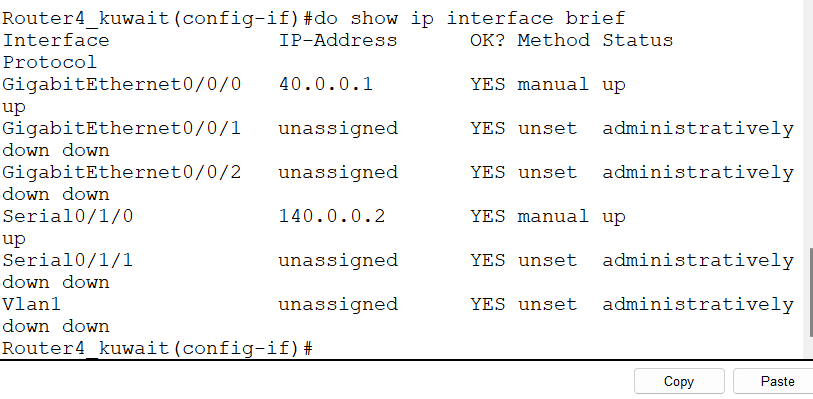 Router4_kuwait(config-if)#do show ip interface brief
Interface              IP-Address      OK? Method Status
Protocol
GigabitEthernet0/0/0   40.0.0.1        YES manual up
up
GigabitEthernet0/0/1   unassigned      YES unset  administratively
down down
GigabitEthernet0/0/2   unassigned      YES unset  administratively
down down
Serial0/1/0            140.0.0.2       YES manual up
up
Serial0/1/1            unassigned      YES unset  administratively
down down
Vlan1                  unassigned      YES unset  administratively
down down
Router4_kuwait(config-if)#
Copy Paste